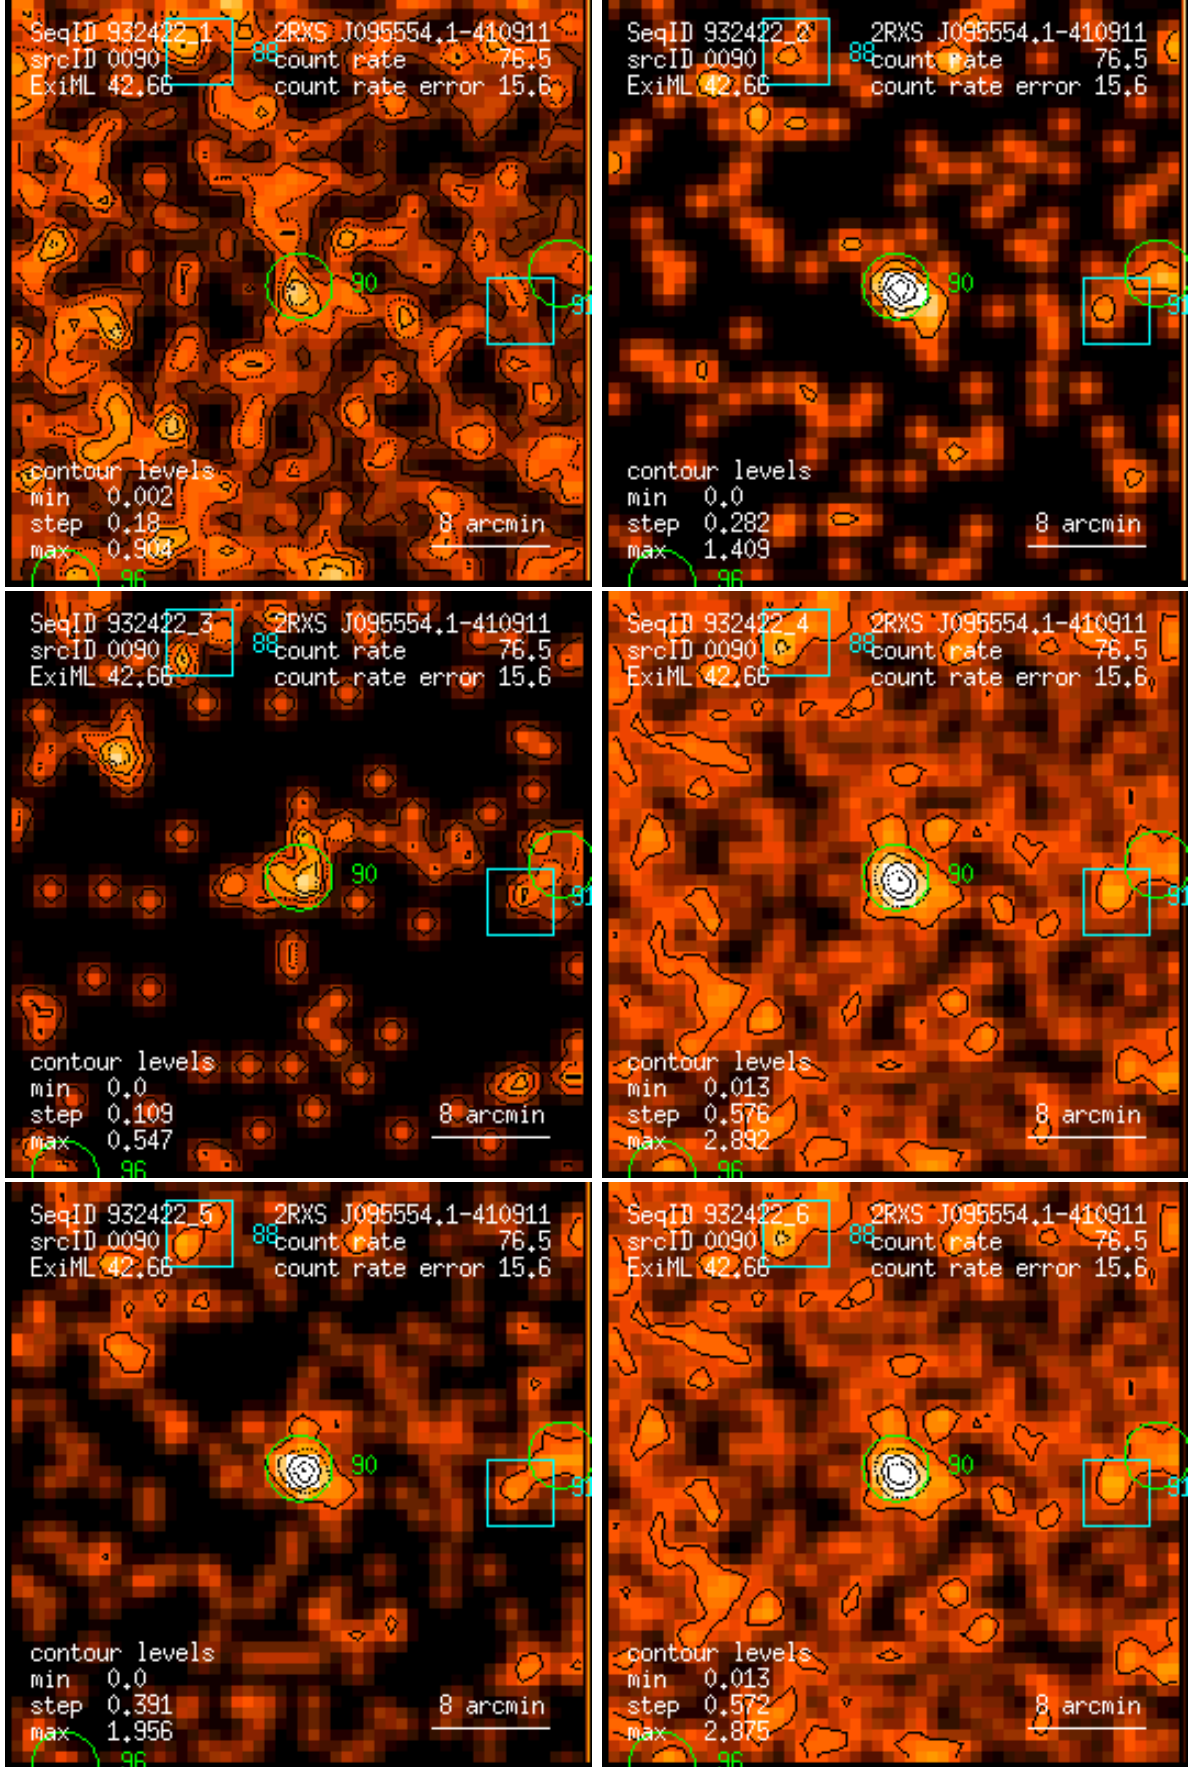 SeqID 932422_1 2RXS J095554.1-410911
srcID 0090 88 count rate 76.5
ExiML 42.66 count rate error 15.6
90
91
contour levels
min 0.002
step 0.18 8 arcmin
max 0.904
96
SeqID 932422_2 2RXS J095554.1-410911
srcID 0090 88 count rate 76.5
ExiML 42.66 count rate error 15.6
90
91
contour levels
min 0.0
step 0.282 8 arcmin
max 1.409
96
SeqID 932422_3 2RXS J095554.1-410911
srcID 0090 88 count rate 76.5
ExiML 42.66 count rate error 15.6
90
91
contour levels
min 0.0
step 0.109 8 arcmin
max 0.547
96
SeqID 932422_4 2RXS J095554.1-410911
srcID 0090 88 count rate 76.5
ExiML 42.66 count rate error 15.6
90
91
contour levels
min 0.013
step 0.576 8 arcmin
max 2.892
96
SeqID 932422_5 2RXS J095554.1-410911
srcID 0090 88 count rate 76.5
ExiML 42.66 count rate error 15.6
90
91
contour levels
min 0.0
step 0.391 8 arcmin
max 1.956
96
SeqID 932422_6 2RXS J095554.1-410911
srcID 0090 88 count rate 76.5
ExiML 42.66 count rate error 15.6
90
91
contour levels
min 0.013
step 0.572 8 arcmin
max 2.875
96